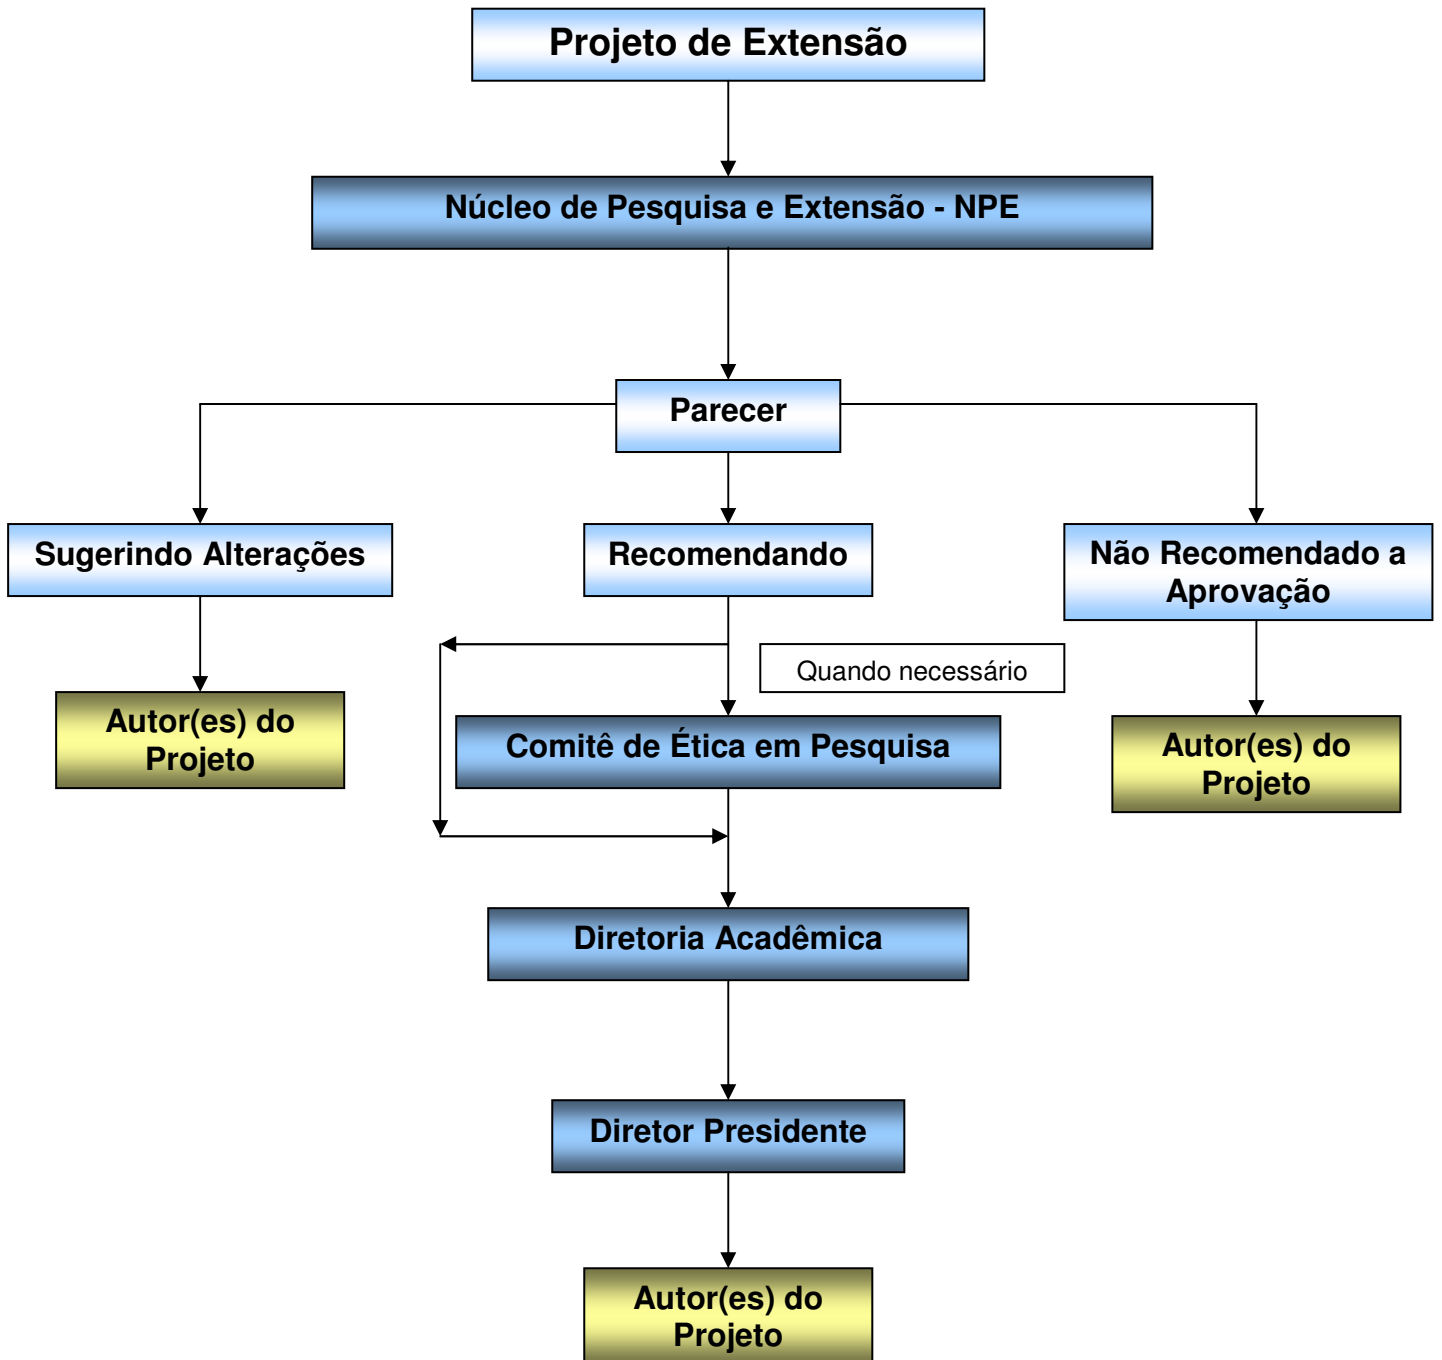 Projeto de Extensão
Núcleo de Pesquisa e Extensão - NPE
Parecer
Sugerindo Alterações
Recomendando
Não Recomendado a
Aprovação
Quando necessário
Autor(es) do
Projeto
Comitê de Ética em Pesquisa
Autor(es) do
Projeto
Diretoria Acadêmica
Diretor Presidente
Autor(es) do
Projeto